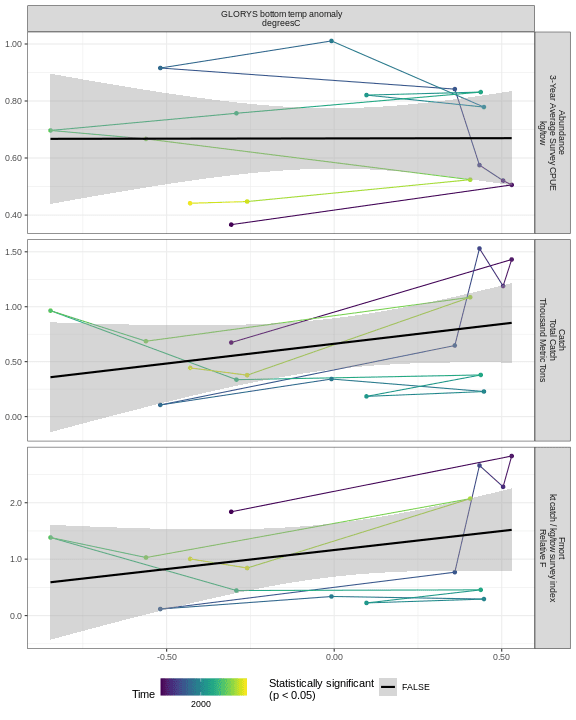 GLORYS bottom temp anomaly
degreesC
1.00
0.80
0.60
0.40
Abundance
3-Year Average Survey CPUE
kg/tow
1.50
1.00
0.50
0.00
Catch
Total Catch
Thousand Metric Tons
2.0
1.0
0.0
Fmort
kt catch / kg/tow survey index
Relative F
-0.50
0.00
0.50
Time
2000
Statistically significant
(p < 0.05)
FALSE